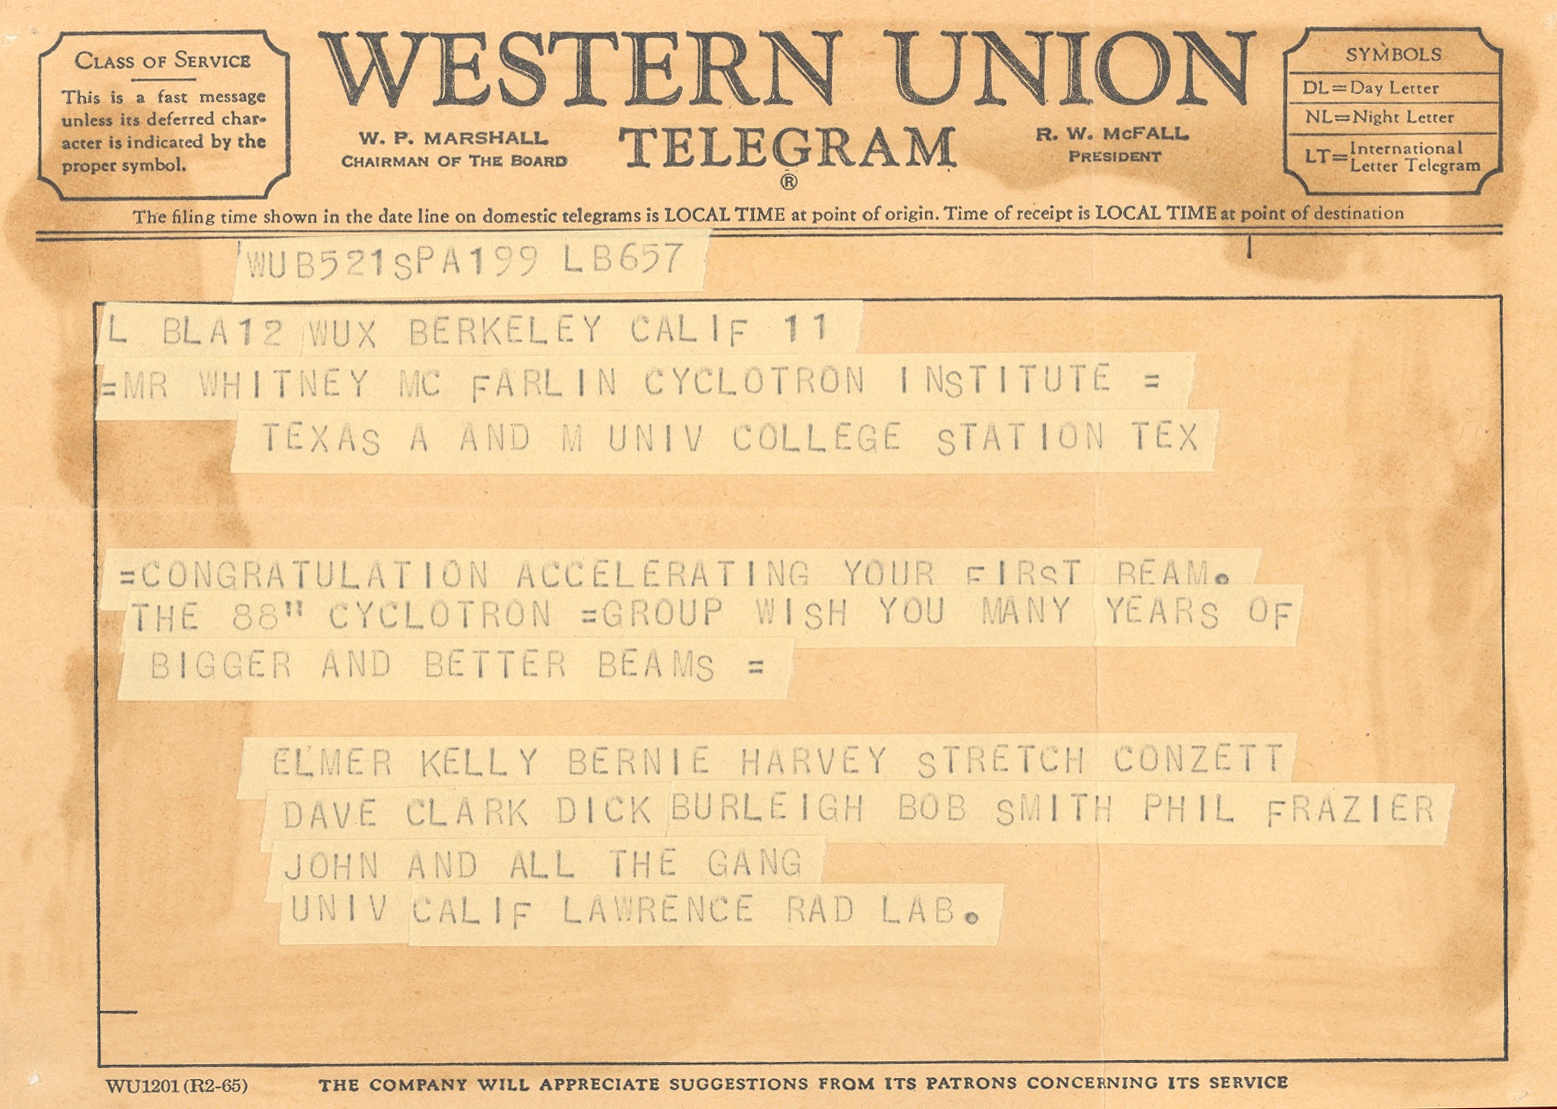 CLASS OF SERVICE
This is a fast message
unless its deferred char-
acter is indicated by the
proper symbol.
WESTERN UNION
TELEGRAM
®
W. P. MARSHALL
CHAIRMAN OF THE BOARD
R. W. McFALL
PRESIDENT
SYMBOLS
DL=Day Letter
NL=Night Letter
LT=International Letter Telegram
The filing time shown in the date line on domestic telegrams is LOCAL TIME at point of origin. Time of receipt is LOCAL TIME at point of destination
WUB521SPA199 LB657
L BLA12 WUX BERKELEY CALIF 11
=MR WHITNEY MC FARLIN CYCLOTRON INSTITUTE =
TEXAS A AND M UNIV COLLEGE STATION TEX
=CONGRATULATION ACCELERATING YOUR FIRST BEAM.
THE 88" CYCLOTRON =GROUP WISH YOU MANY YEARS OF
BIGGER AND BETTER BEAMS =
ELMER KELLY BERNIE HARVEY STRETCH CONZETT
DAVE CLARK DICK BURLEIGH BOB SMITH PHIL FRAZIER
JOHN AND ALL THE GANG
UNIV CALIF LAWRENCE RAD LAB.
WU1201 (R2-65)
THE COMPANY WILL APPRECIATE SUGGESTIONS FROM ITS PATRONS CONCERNING ITS SERVICE